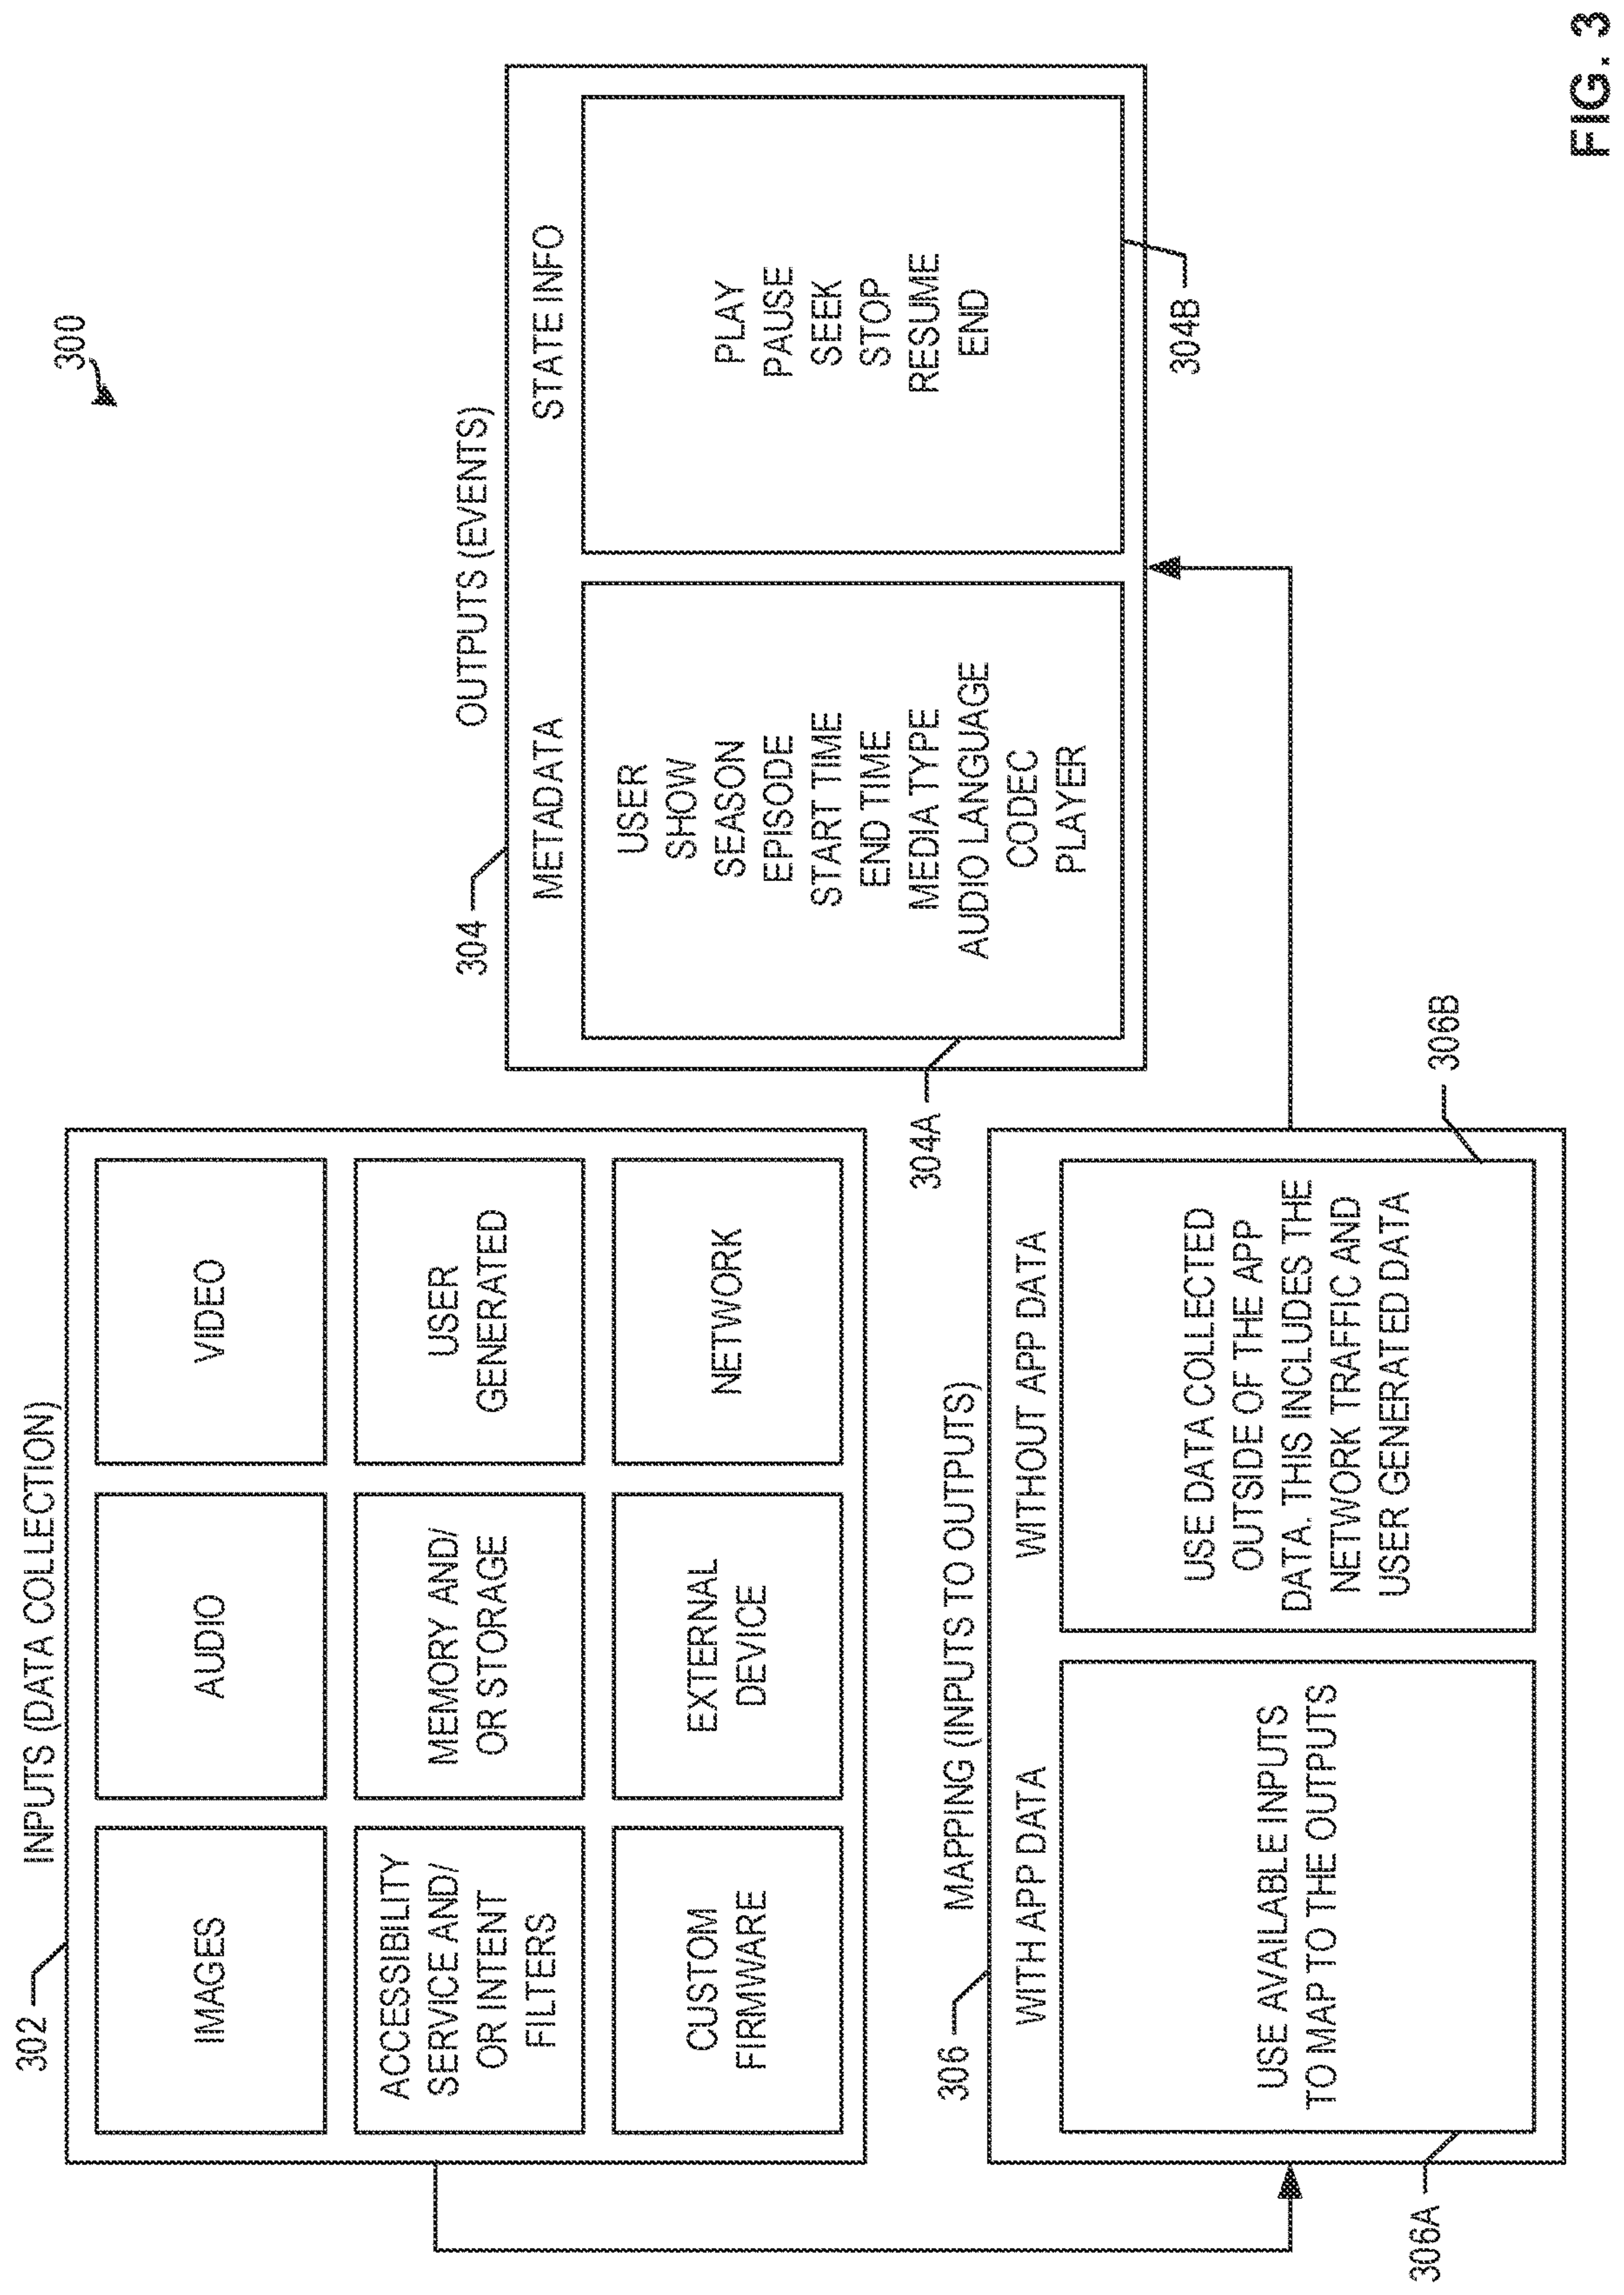 300
INPUTS (DATA COLLECTION)
302
IMAGES
AUDIO
VIDEO
ACCESSIBILITY
SERVICE AND/
OR INTENT
FILTERS
MEMORY AND/
OR STORAGE
USER
GENERATED
CUSTOM
FIRMWARE
EXTERNAL
DEVICE
NETWORK
OUTPUTS (EVENTS)
304
METADATA
USER
SHOW
SEASON
EPISODE
START TIME
END TIME
MEDIA TYPE
AUDIO LANGUAGE
CODEC
PLAYER
304A
STATE INFO
PLAY
PAUSE
SEEK
STOP
RESUME
END
304B
MAPPING (INPUTS TO OUTPUTS)
306
WITH APP DATA
USE AVAILABLE INPUTS
TO MAP TO THE OUTPUTS
306A
WITHOUT APP DATA
USE DATA COLLECTED
OUTSIDE OF THE APP
DATA. THIS INCLUDES THE
NETWORK TRAFFIC AND
USER GENERATED DATA
306B
FIG. 3